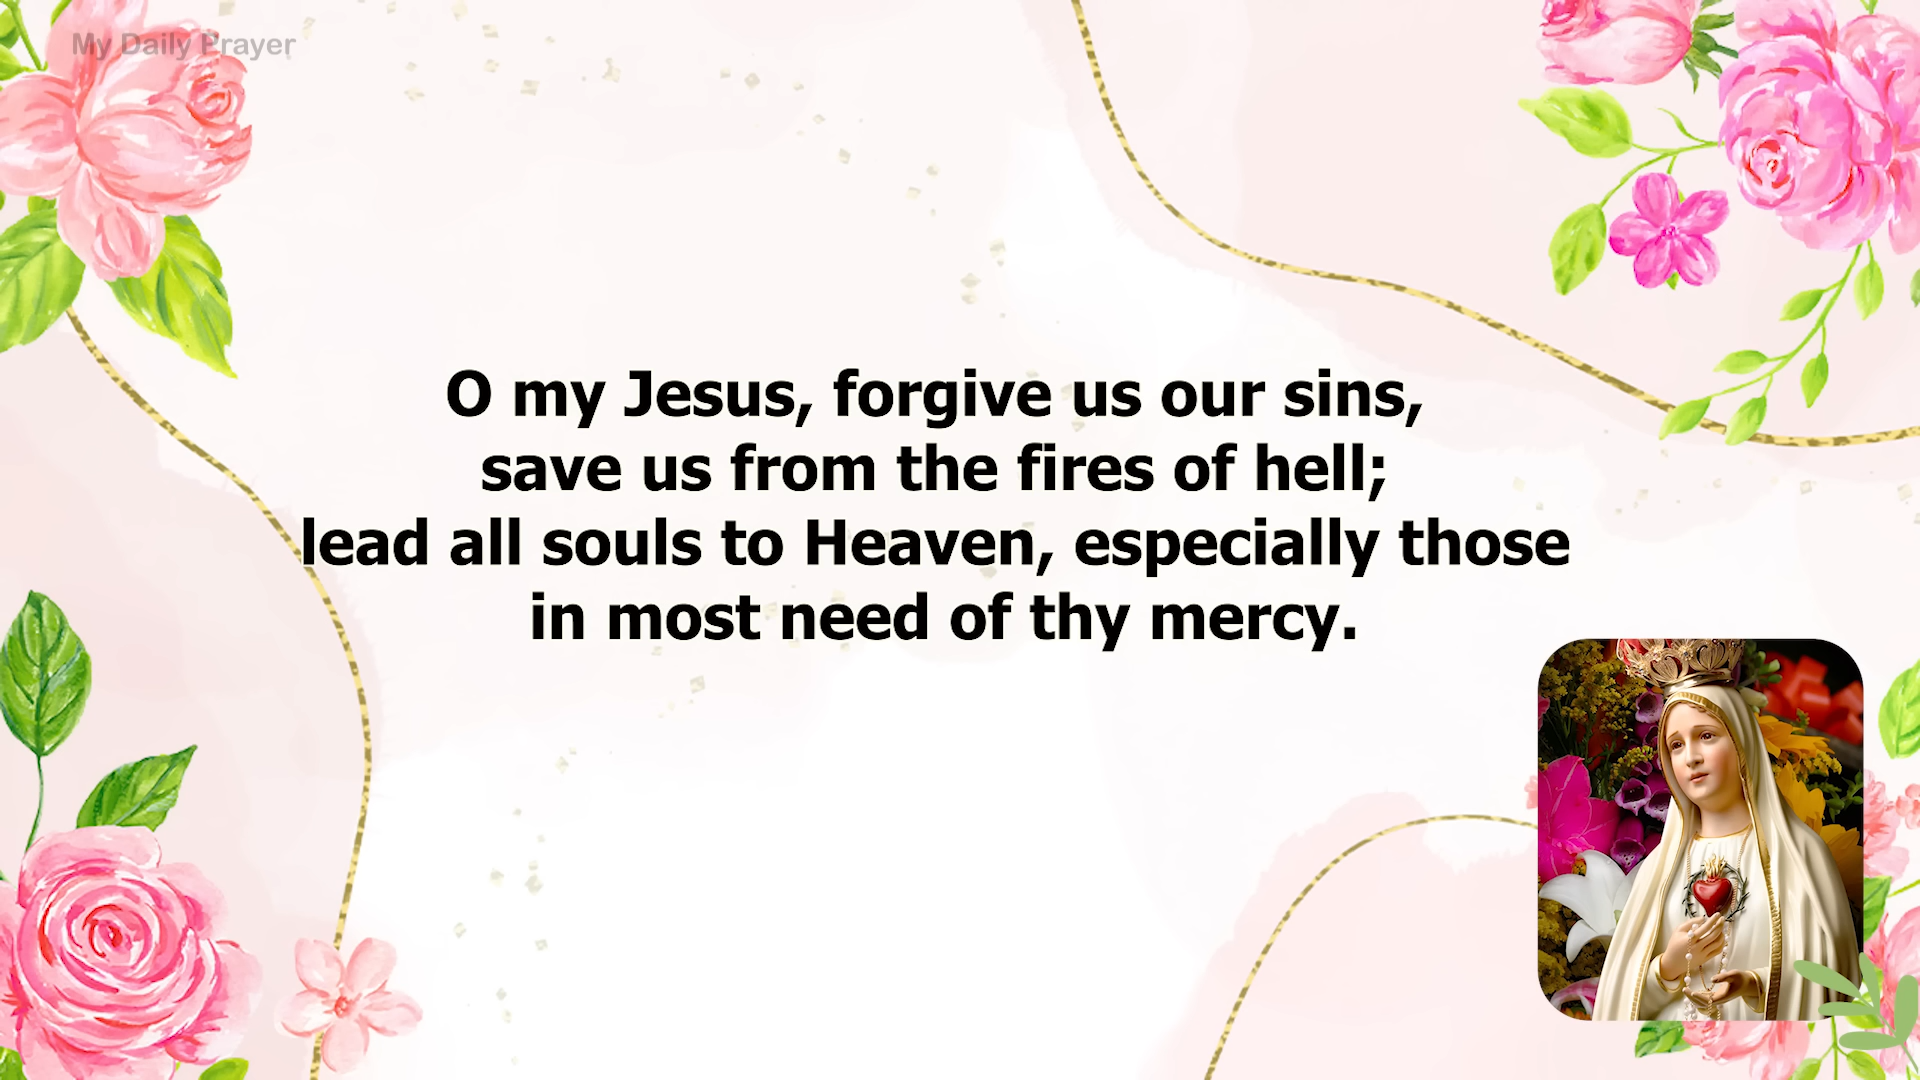 My Daily Prayer
O my Jesus, forgive us our sins,
save us from the fires of hell;
lead all souls to Heaven, especially those
in most need of thy mercy.